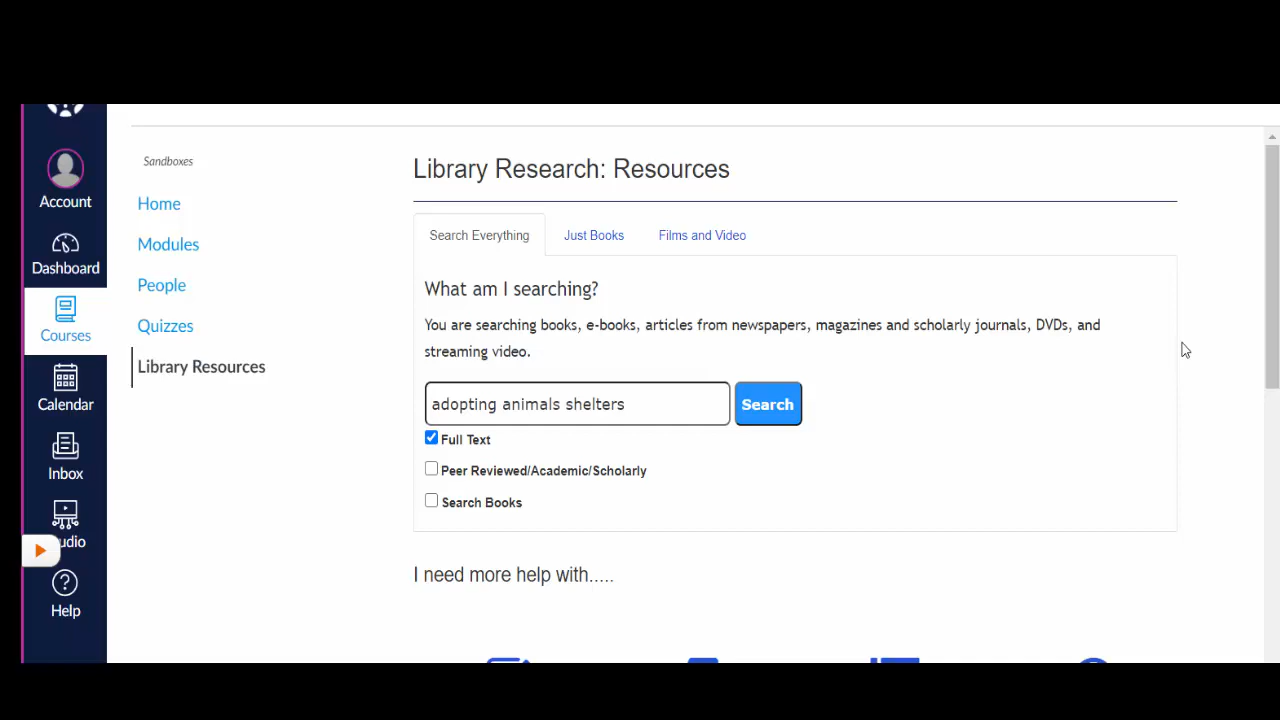 Account
Dashboard
Courses
Calendar
Inbox
udio
Help
Sandboxes
Home
Modules
People
Quizzes
Library Resources
Library Research: Resources
Search Everything
Just Books
Films and Video
What am I searching?
You are searching books, e-books, articles from newspapers, magazines and scholarly journals, DVDs, and
streaming video.
adopting animals shelters
Search
Full Text
Peer Reviewed/Academic/Scholarly
Search Books
I need more help with.....